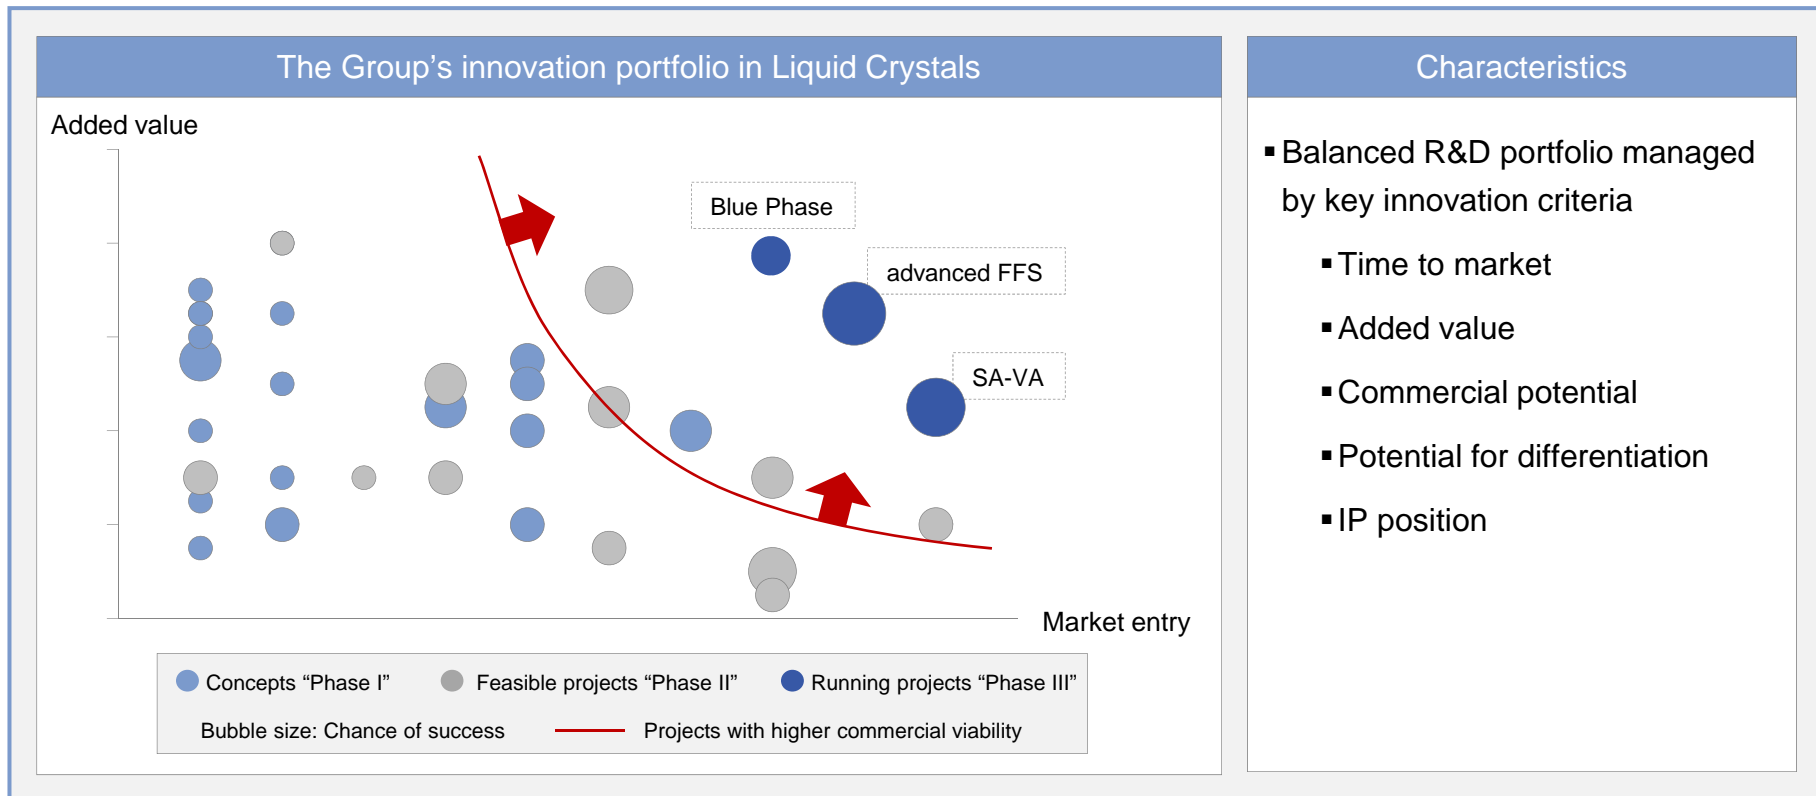 The Group’s innovation portfolio in Liquid Crystals
Added value
Blue Phase
advanced FFS
SA-VA
Market entry
Concepts “Phase I”
Feasible projects “Phase II”
Running projects “Phase III”
Bubble size: Chance of success
Projects with higher commercial viability
Characteristics
▪ Balanced R&D portfolio managed
by key innovation criteria
▪ Time to market
▪ Added value
▪ Commercial potential
▪ Potential for differentiation
▪ IP position